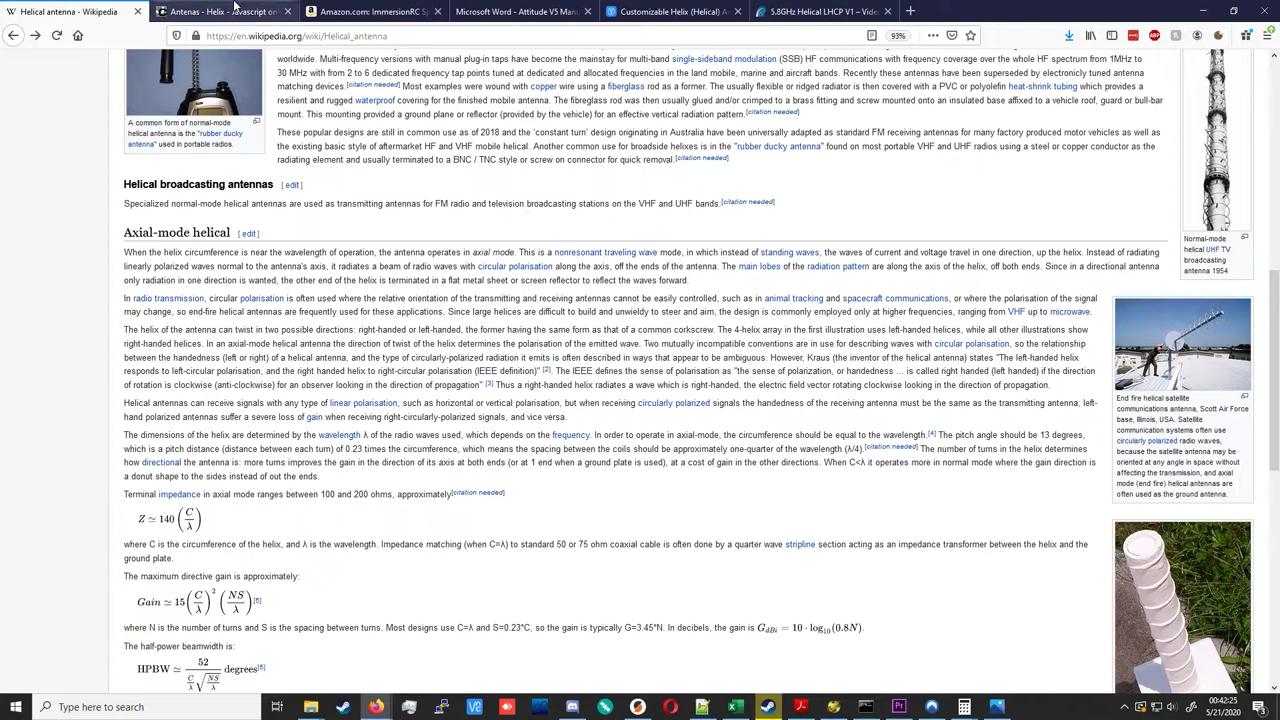 Helical antenna - Wikipedia
Antenas - Helix - Javascript on
Amazon.com: ImmersionRC Sp
Microsoft Word - Attitude V5 Manu
Customizable Helix (Helical) A
5.8GHz Helical LHCP V1 – Video
https://en.wikipedia.org/wiki/Helical_antenna
93%
worldwide. Multi-frequency versions with manual plug-in taps have become the mainstay for multi-band single-sideband modulation (SSB) HF communications with frequency coverage over the whole HF spectrum from 1MHz to
30 MHz with from 2 to 6 dedicated frequency tap points tuned at dedicated and allocated frequencies in the land mobile, marine and aircraft bands. Recently these antennas have been superseded by electronicly tuned antenna
matching devices.[citation needed] Most examples were wound with copper wire using a fiberglass rod as a former. The usually flexible or ridged radiator is then covered with a PVC or polyolefin heat-shrink tubing which provides a
resilient and rugged waterproof covering for the finished mobile antenna. The fibreglass rod was then usually glued and/or crimped to a brass fitting and screw mounted onto an insulated base affixed to a vehicle roof, guard or bull-bar
mount. This mounting provided a ground plane or reflector (provided by the vehicle) for an effective vertical radiation pattern.[citation needed]
A common form of normal-mode
helical antenna is the "rubber ducky
antenna" used in portable radios.
These popular designs are still in common use as of 2018 and the 'constant turn' design originating in Australia have been universally adapted as standard FM receiving antennas for many factory produced motor vehicles as well as
the existing basic style of aftermarket HF and VHF mobile helical. Another common use for broadside helixes is in the "rubber ducky antenna" found on most portable VHF and UHF radios using a steel or copper conductor as the
radiating element and usually terminated to a BNC / TNC style or screw on connector for quick removal.[citation needed]
Helical broadcasting antennas [ edit ]
Specialized normal-mode helical antennas are used as transmitting antennas for FM radio and television broadcasting stations on the VHF and UHF bands.[citation needed]
Normal-mode
helical UHF TV
broadcasting
antenna 1954
Axial-mode helical [ edit ]
When the helix circumference is near the wavelength of operation, the antenna operates in axial mode. This is a nonresonant traveling wave mode, in which instead of standing waves, the waves of current and voltage travel in one direction, up the helix. Instead of radiating
linearly polarized waves normal to the antenna's axis, it radiates a beam of radio waves with circular polarisation along the axis, off the ends of the antenna. The main lobes of the radiation pattern are along the axis of the helix, off both ends. Since in a directional antenna
only radiation in one direction is wanted, the other end of the helix is terminated in a flat metal sheet or screen reflector to reflect the waves forward.
In radio transmission, circular polarisation is often used where the relative orientation of the transmitting and receiving antennas cannot be easily controlled, such as in animal tracking and spacecraft communications, or where the polarisation of the signal
may change, so end-fire helical antennas are frequently used for these applications. Since large helices are difficult to build and unwieldy to steer and aim, the design is commonly employed only at higher frequencies, ranging from VHF up to microwave.
The helix of the antenna can twist in two possible directions: right-handed or left-handed, the former having the same form as that of a common corkscrew. The 4-helix array in the first illustration uses left-handed helices, while all other illustrations show
right-handed helices. In an axial-mode helical antenna the direction of twist of the helix determines the polarisation of the emitted wave. Two mutually incompatible conventions are in use for describing waves with circular polarisation, so the relationship
between the handedness (left or right) of a helical antenna, and the type of circularly-polarized radiation it emits is often described in ways that appear to be ambiguous. However, Kraus (the inventor of the helical antenna) states "The left-handed helix
responds to left-circular polarisation, and the right handed helix to right-circular polarisation (IEEE definition)" [2]. The IEEE defines the sense of polarisation as "the sense of polarization, or handedness ... is called right handed (left handed) if the direction
of rotation is clockwise (anti-clockwise) for an observer looking in the direction of propagation" [3] Thus a right-handed helix radiates a wave which is right-handed, the electric field vector rotating clockwise looking in the direction of propagation.
Helical antennas can receive signals with any type of linear polarisation, such as horizontal or vertical polarisation, but when receiving circularly polarized signals the handedness of the receiving antenna must be the same as the transmitting antenna; left-
hand polarized antennas suffer a severe loss of gain when receiving right-circularly-polarized signals, and vice versa.
The dimensions of the helix are determined by the wavelength λ of the radio waves used, which depends on the frequency. In order to operate in axial-mode, the circumference should be equal to the wavelength.[4] The pitch angle should be 13 degrees,
which is a pitch distance (distance between each turn) of 0.23 times the circumference, which means the spacing between the coils should be approximately one-quarter of the wavelength (λ/4).[citation needed] The number of turns in the helix determines
how directional the antenna is: more turns improves the gain in the direction of its axis at both ends (or at 1 end when a ground plate is used), at a cost of gain in the other directions. When C<λ it operates more in normal mode where the gain direction is
a donut shape to the sides instead of out the ends.
End fire helical satellite
communications antenna, Scott Air Force
base, Illinois, USA. Satellite
communication systems often use
circularly polarized radio waves,
because the satellite antenna may be
oriented at any angle in space without
affecting the transmission, and axial
mode (end fire) helical antennas are
often used as the ground antenna.
Terminal impedance in axial mode ranges between 100 and 200 ohms, approximately[citation needed]
Z ≃ 140 (C/λ)
where C is the circumference of the helix, and λ is the wavelength. Impedance matching (when C=λ) to standard 50 or 75 ohm coaxial cable is often done by a quarter wave stripline section acting as an impedance transformer between the helix and the
ground plate.
The maximum directive gain is approximately:
Gain ≃ 15 (C/λ)² (NS/λ)[5]
where N is the number of turns and S is the spacing between turns. Most designs use C=λ and S=0.23*C, so the gain is typically G=3.45*N. In decibels, the gain is G_dBi = 10 · log₁₀(0.8N).
The half-power beamwidth is:
HPBW ≃ 52 / (C/λ √(NS/λ)) degrees[5]
Type here to search
00:42:25
5/21/2020